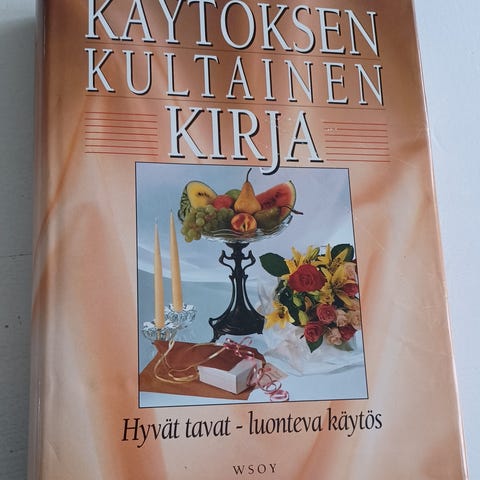 KÄYTÖKSEN
KULTAINEN
KIRJA
Hyvät tavat - luonteva käytös
WSOY